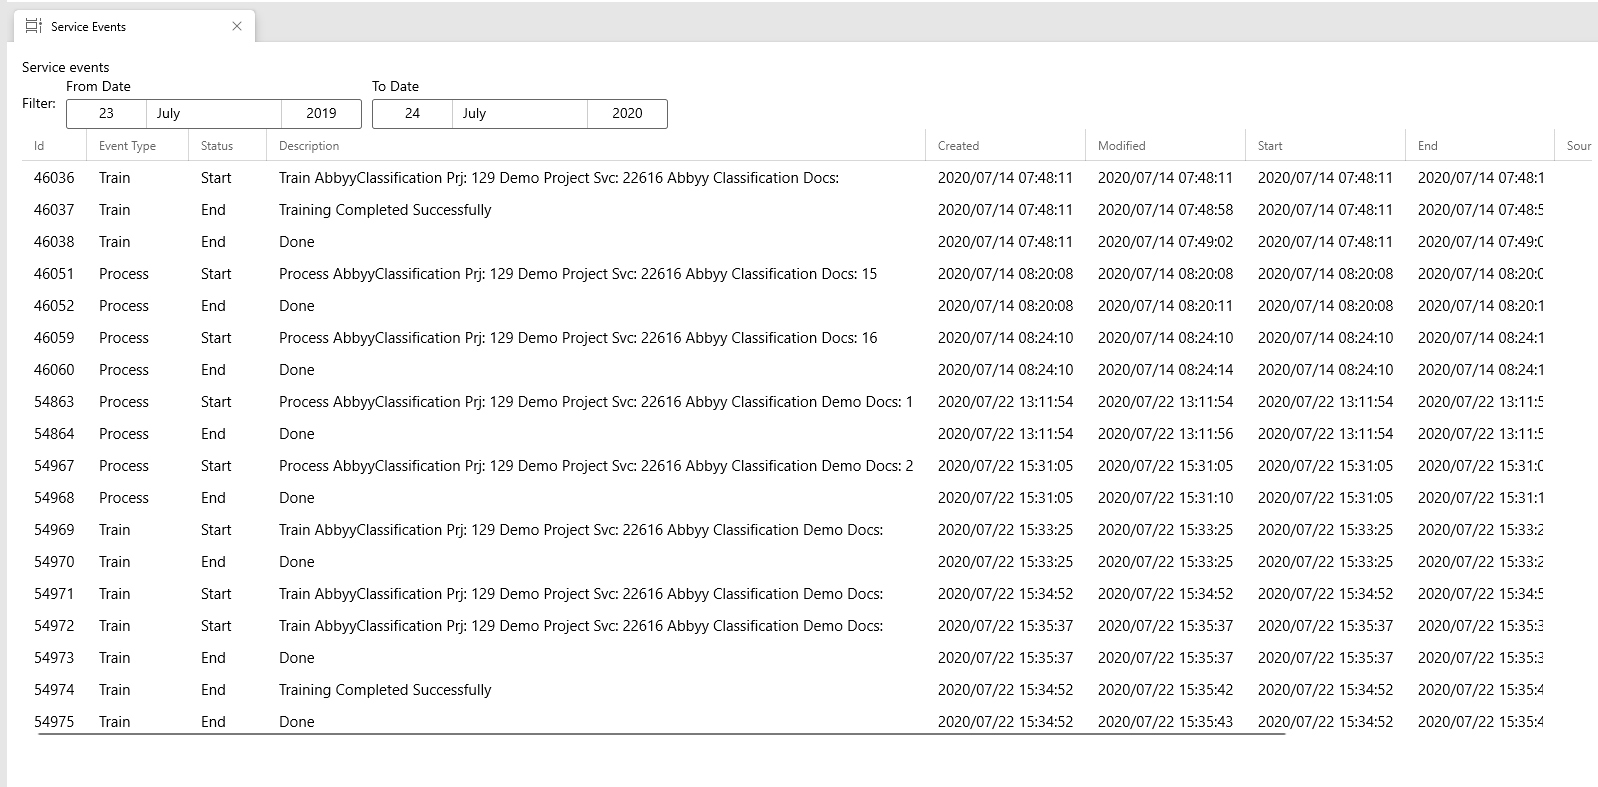 Service Events
Service events
From Date To Date
Filter: 23 July 2019 24 July 2020
Id Event Type Status Description Created Modified Start End Sour
46036 Train Start Train AbbyyClassification Prj: 129 Demo Project Svc: 22616 Abbyy Classification Docs: 2020/07/14 07:48:11 2020/07/14 07:48:11 2020/07/14 07:48:11 2020/07/14 07:48:1
46037 Train End Training Completed Successfully 2020/07/14 07:48:11 2020/07/14 07:48:58 2020/07/14 07:48:11 2020/07/14 07:48:5
46038 Train End Done 2020/07/14 07:48:11 2020/07/14 07:49:02 2020/07/14 07:48:11 2020/07/14 07:49:0
46051 Process Start Process AbbyyClassification Prj: 129 Demo Project Svc: 22616 Abbyy Classification Docs: 15 2020/07/14 08:20:08 2020/07/14 08:20:08 2020/07/14 08:20:08 2020/07/14 08:20:0
46052 Process End Done 2020/07/14 08:20:08 2020/07/14 08:20:11 2020/07/14 08:20:08 2020/07/14 08:20:1
46059 Process Start Process AbbyyClassification Prj: 129 Demo Project Svc: 22616 Abbyy Classification Docs: 16 2020/07/14 08:24:10 2020/07/14 08:24:10 2020/07/14 08:24:10 2020/07/14 08:24:1
46060 Process End Done 2020/07/14 08:24:10 2020/07/14 08:24:14 2020/07/14 08:24:10 2020/07/14 08:24:1
54863 Process Start Process AbbyyClassification Prj: 129 Demo Project Svc: 22616 Abbyy Classification Demo Docs: 1 2020/07/22 13:11:54 2020/07/22 13:11:54 2020/07/22 13:11:54 2020/07/22 13:11:5
54864 Process End Done 2020/07/22 13:11:54 2020/07/22 13:11:56 2020/07/22 13:11:54 2020/07/22 13:11:5
54967 Process Start Process AbbyyClassification Prj: 129 Demo Project Svc: 22616 Abbyy Classification Demo Docs: 2 2020/07/22 15:31:05 2020/07/22 15:31:05 2020/07/22 15:31:05 2020/07/22 15:31:0
54968 Process End Done 2020/07/22 15:31:05 2020/07/22 15:31:10 2020/07/22 15:31:05 2020/07/22 15:31:1
54969 Train Start Train AbbyyClassification Prj: 129 Demo Project Svc: 22616 Abbyy Classification Demo Docs: 2020/07/22 15:33:25 2020/07/22 15:33:25 2020/07/22 15:33:25 2020/07/22 15:33:2
54970 Train End Done 2020/07/22 15:33:25 2020/07/22 15:33:25 2020/07/22 15:33:25 2020/07/22 15:33:2
54971 Train Start Train AbbyyClassification Prj: 129 Demo Project Svc: 22616 Abbyy Classification Demo Docs: 2020/07/22 15:34:52 2020/07/22 15:34:52 2020/07/22 15:34:52 2020/07/22 15:34:5
54972 Train Start Train AbbyyClassification Prj: 129 Demo Project Svc: 22616 Abbyy Classification Demo Docs: 2020/07/22 15:35:37 2020/07/22 15:35:37 2020/07/22 15:35:37 2020/07/22 15:35:3
54973 Train End Done 2020/07/22 15:35:37 2020/07/22 15:35:37 2020/07/22 15:35:37 2020/07/22 15:35:3
54974 Train End Training Completed Successfully 2020/07/22 15:34:52 2020/07/22 15:35:42 2020/07/22 15:34:52 2020/07/22 15:35:4
54975 Train End Done 2020/07/22 15:34:52 2020/07/22 15:35:43 2020/07/22 15:34:52 2020/07/22 15:35:4